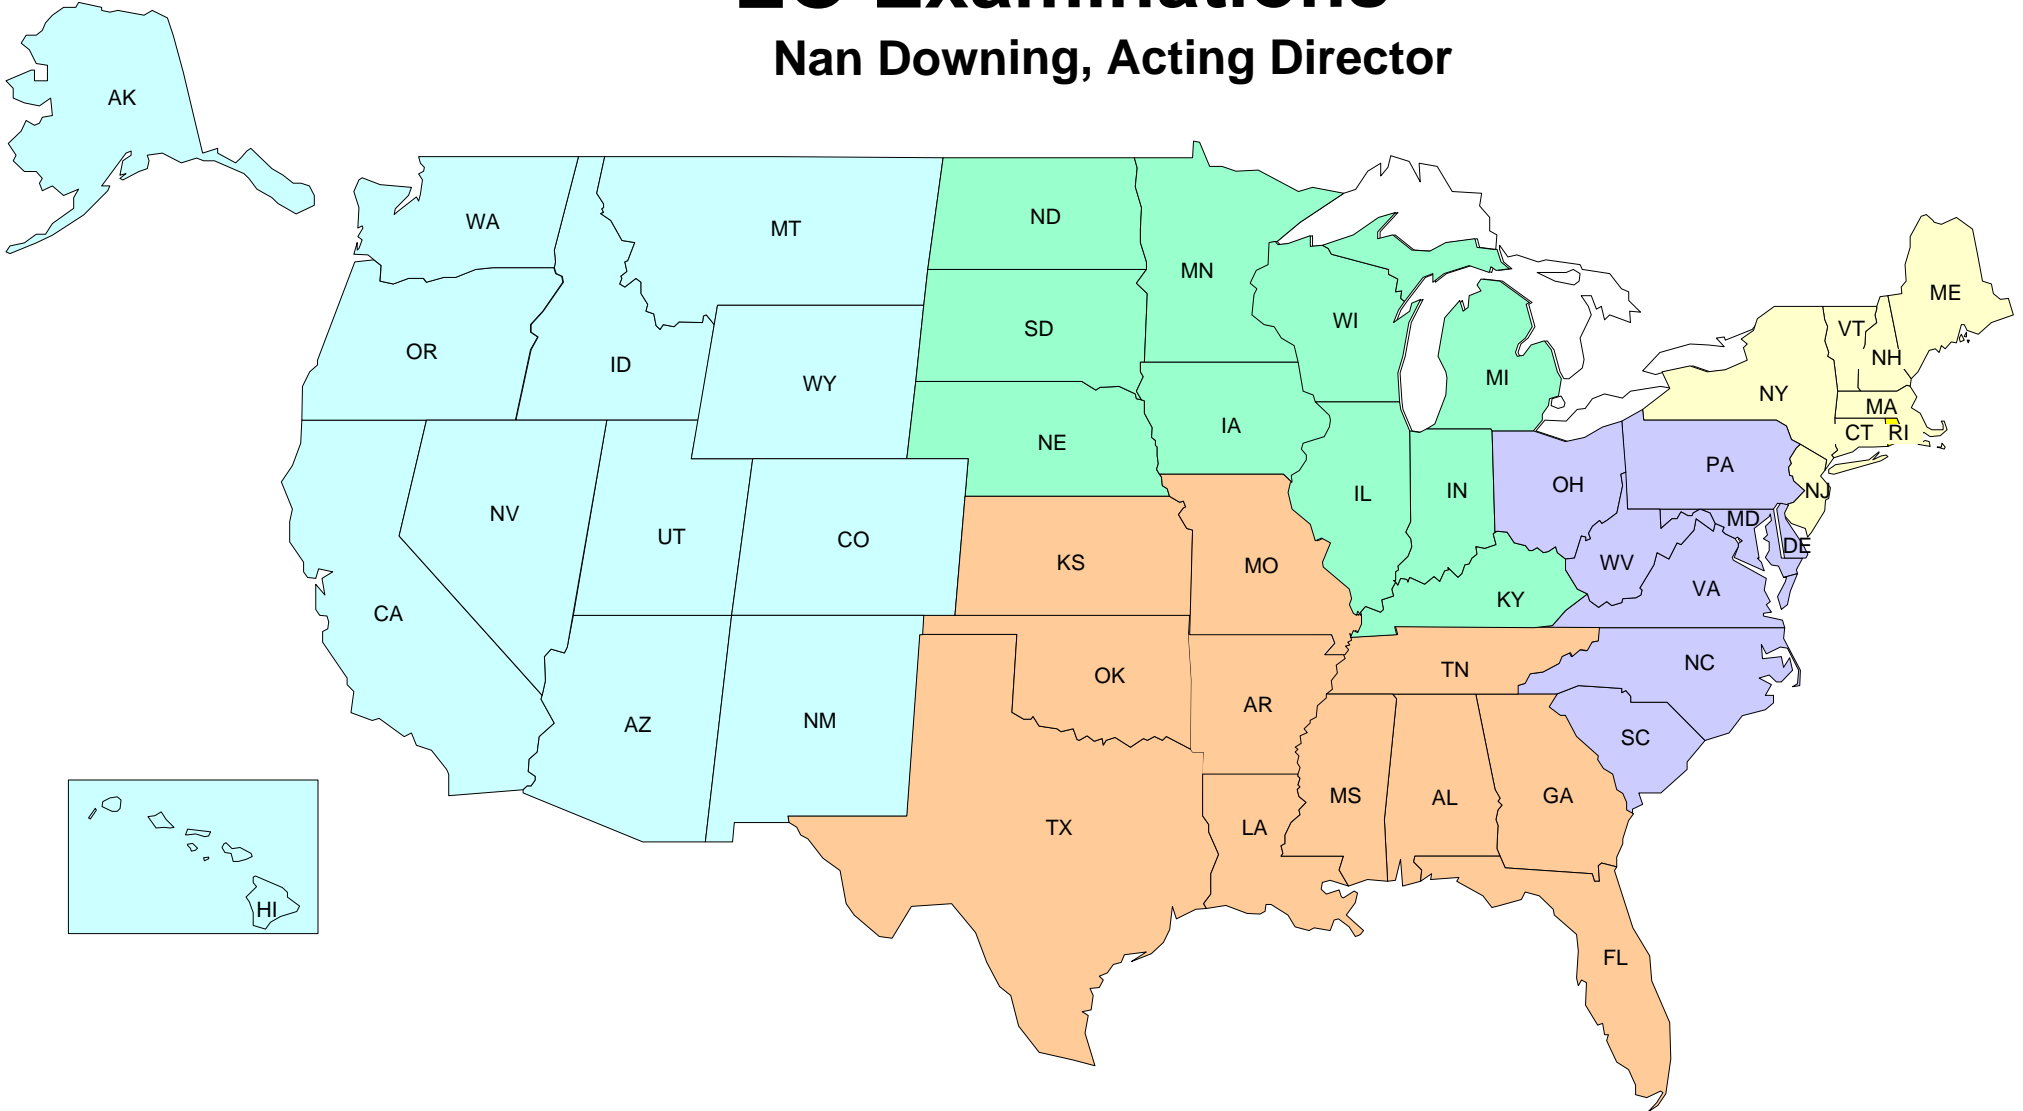 EO Examinations
Nan Downing, Acting Director
AK
WA
MT
ND
MN
ME
OR
ID
WY
SD
WI
MI
VT
NH
NY
MA
CT
RI
NE
IA
PA
NJ
NV
UT
CO
IL
IN
OH
MD
DE
CA
KS
MO
WV
VA
KY
AZ
NM
OK
AR
TN
NC
SC
TX
LA
MS
AL
GA
HI
FL